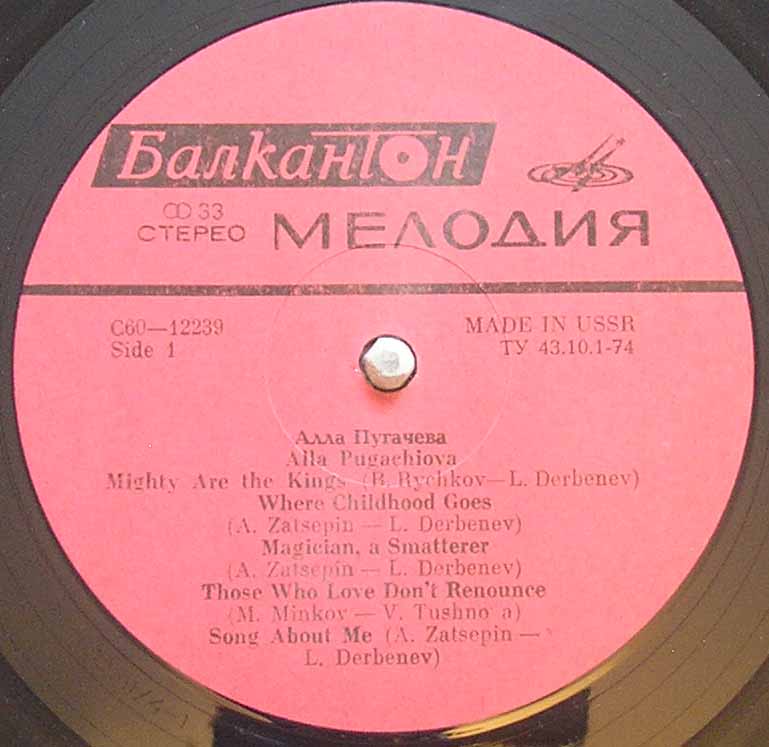 Балкантон
33
СТЕРЕО
МЕЛОДИЯ
С60—12239
MADE IN USSR
Side 1
ТУ 43.10.1-74
Алла Пугачева
Alla Pugachiova
Mighty Are the Kings (B. Rychkov—L. Derbenev)
Where Childhood Goes
(A. Zatsepin — L. Derbenev)
Magician, a Smatterer
(A. Zatsepin — L. Derbenev)
Those Who Love Don't Renounce
(M. Minkov — V. Tushno a)
Song About Me (A. Zatsepin —
L. Derbenev)